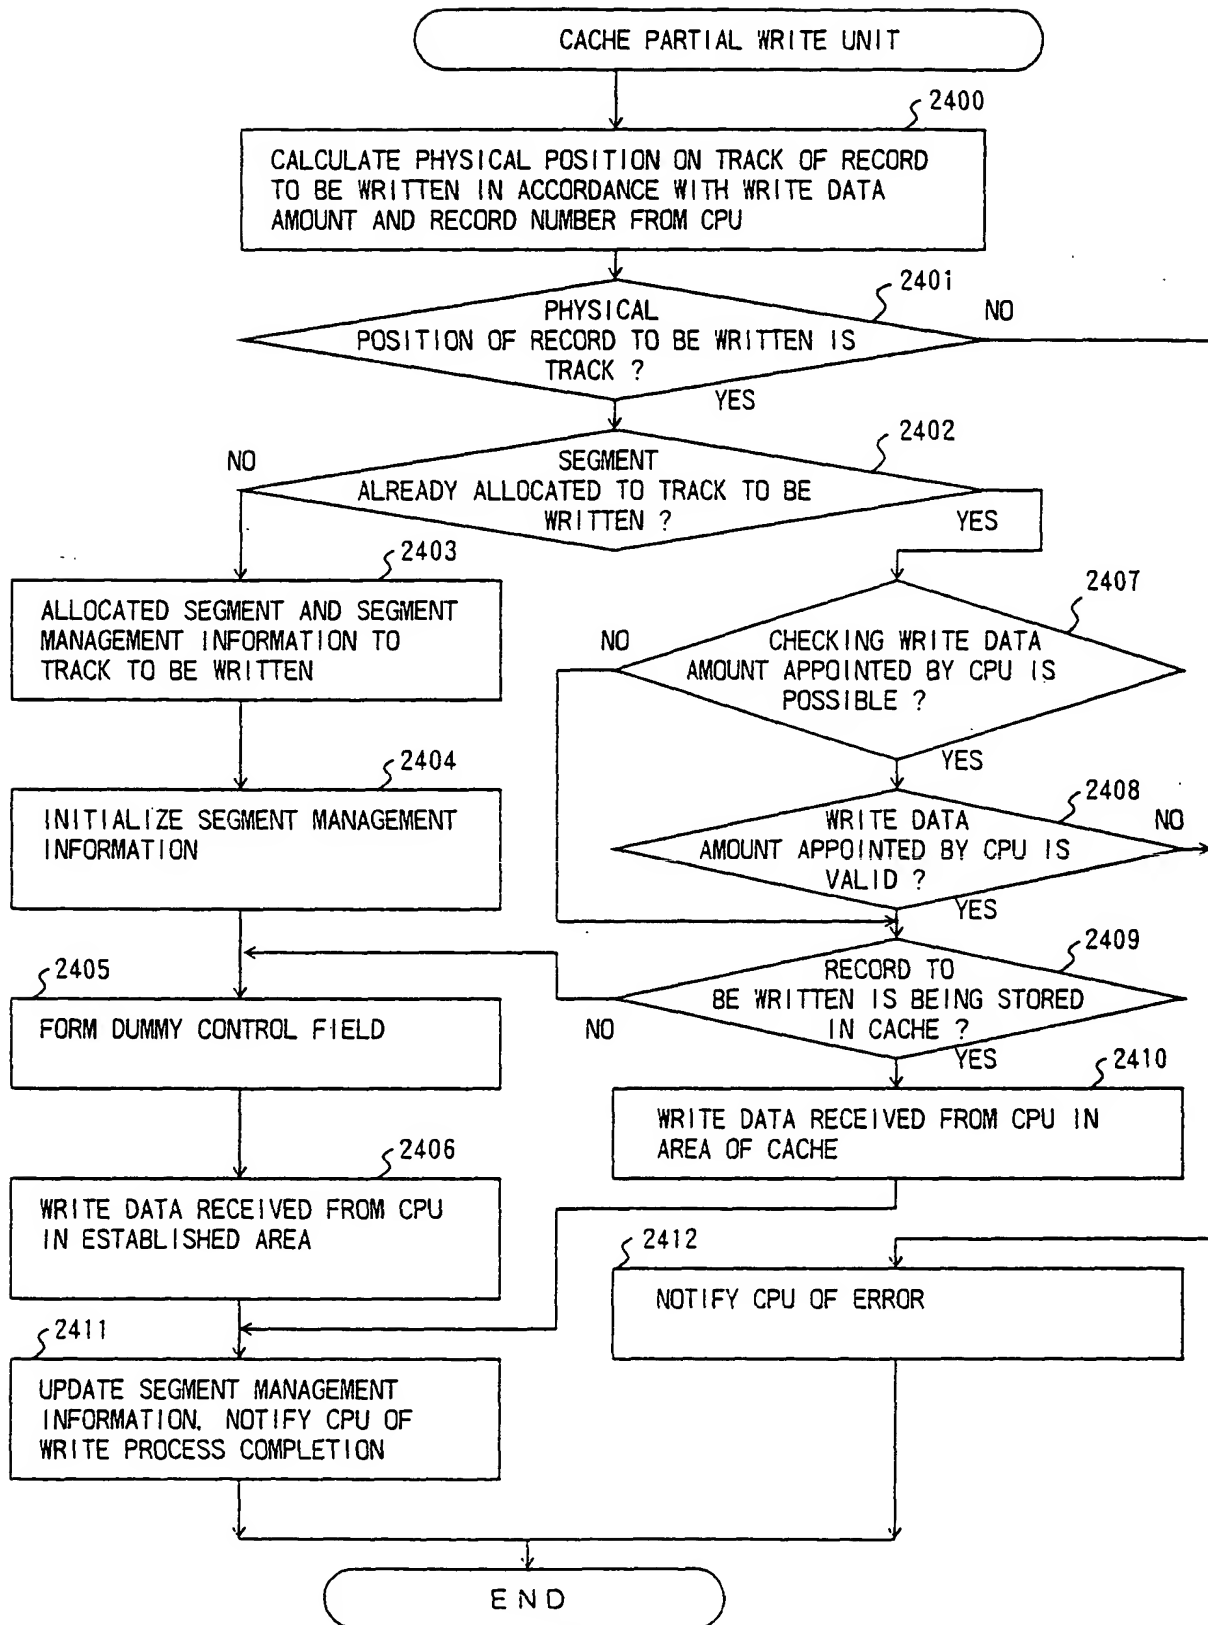 CACHE PARTIAL WRITE UNIT
2400
CALCULATE PHYSICAL POSITION ON TRACK OF RECORD
TO BE WRITTEN IN ACCORDANCE WITH WRITE DATA
AMOUNT AND RECORD NUMBER FROM CPU
2401
PHYSICAL
POSITION OF RECORD TO BE WRITTEN IS
TRACK ?
NO
YES
2402
SEGMENT
ALREADY ALLOCATED TO TRACK TO BE
WRITTEN ?
NO
YES
2403
ALLOCATED SEGMENT AND SEGMENT
MANAGEMENT INFORMATION TO
TRACK TO BE WRITTEN
2407
CHECKING WRITE DATA
AMOUNT APPOINTED BY CPU IS
POSSIBLE ?
NO
YES
2404
INITIALIZE SEGMENT MANAGEMENT
INFORMATION
2408
WRITE DATA
AMOUNT APPOINTED BY CPU IS
VALID ?
NO
YES
2405
FORM DUMMY CONTROL FIELD
2409
RECORD TO
BE WRITTEN IS BEING STORED
IN CACHE ?
NO
YES
2410
WRITE DATA RECEIVED FROM CPU IN
AREA OF CACHE
2406
WRITE DATA RECEIVED FROM CPU
IN ESTABLISHED AREA
2412
NOTIFY CPU OF ERROR
2411
UPDATE SEGMENT MANAGEMENT
INFORMATION. NOTIFY CPU OF
WRITE PROCESS COMPLETION
END